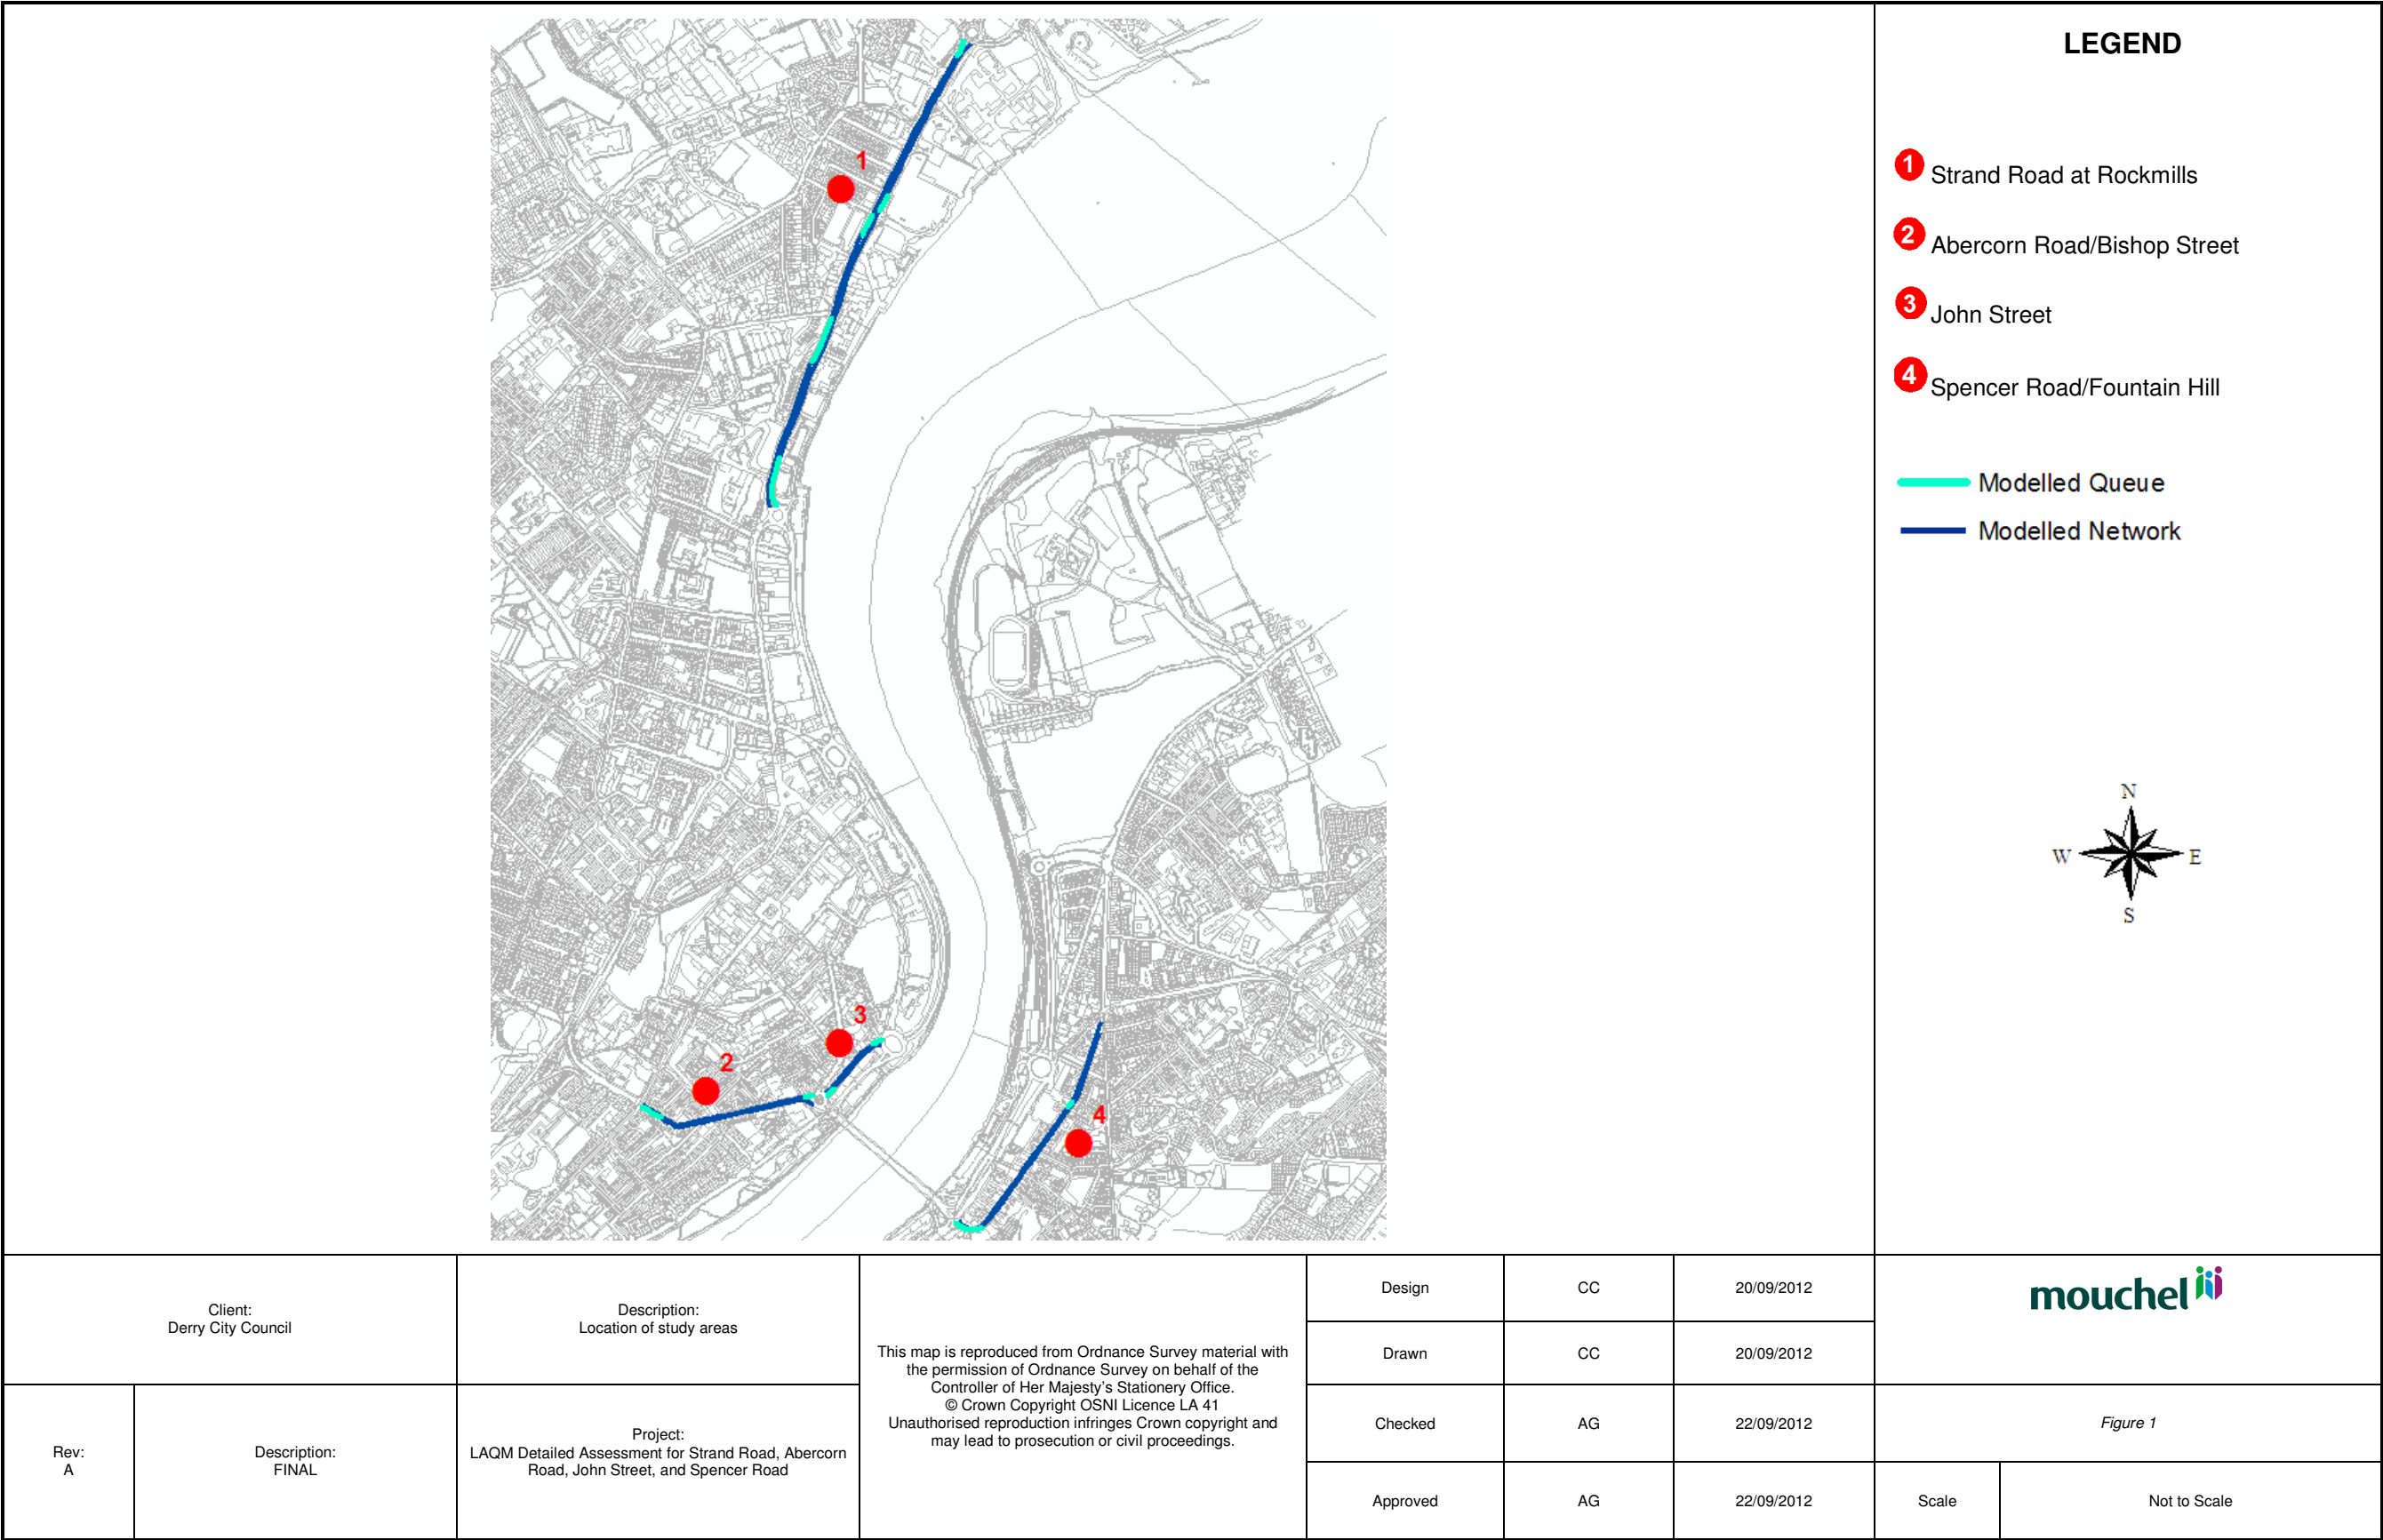 LEGEND
1 Strand Road at Rockmills
2 Abercorn Road/Bishop Street
3 John Street
4 Spencer Road/Fountain Hill
Modelled Queue
Modelled Network
N
W E
S
1
3
2
4
Client:
Derry City Council
Description:
Location of study areas
Rev:
A
Description:
FINAL
Project:
LAQM Detailed Assessment for Strand Road, Abercorn
Road, John Street, and Spencer Road
This map is reproduced from Ordnance Survey material with
the permission of Ordnance Survey on behalf of the
Controller of Her Majesty's Stationery Office.
© Crown Copyright OSNI Licence LA 41
Unauthorised reproduction infringes Crown copyright and
may lead to prosecution or civil proceedings.
Design CC 20/09/2012
Drawn CC 20/09/2012
Checked AG 22/09/2012
Approved AG 22/09/2012
mouchel
Figure 1
Scale Not to Scale